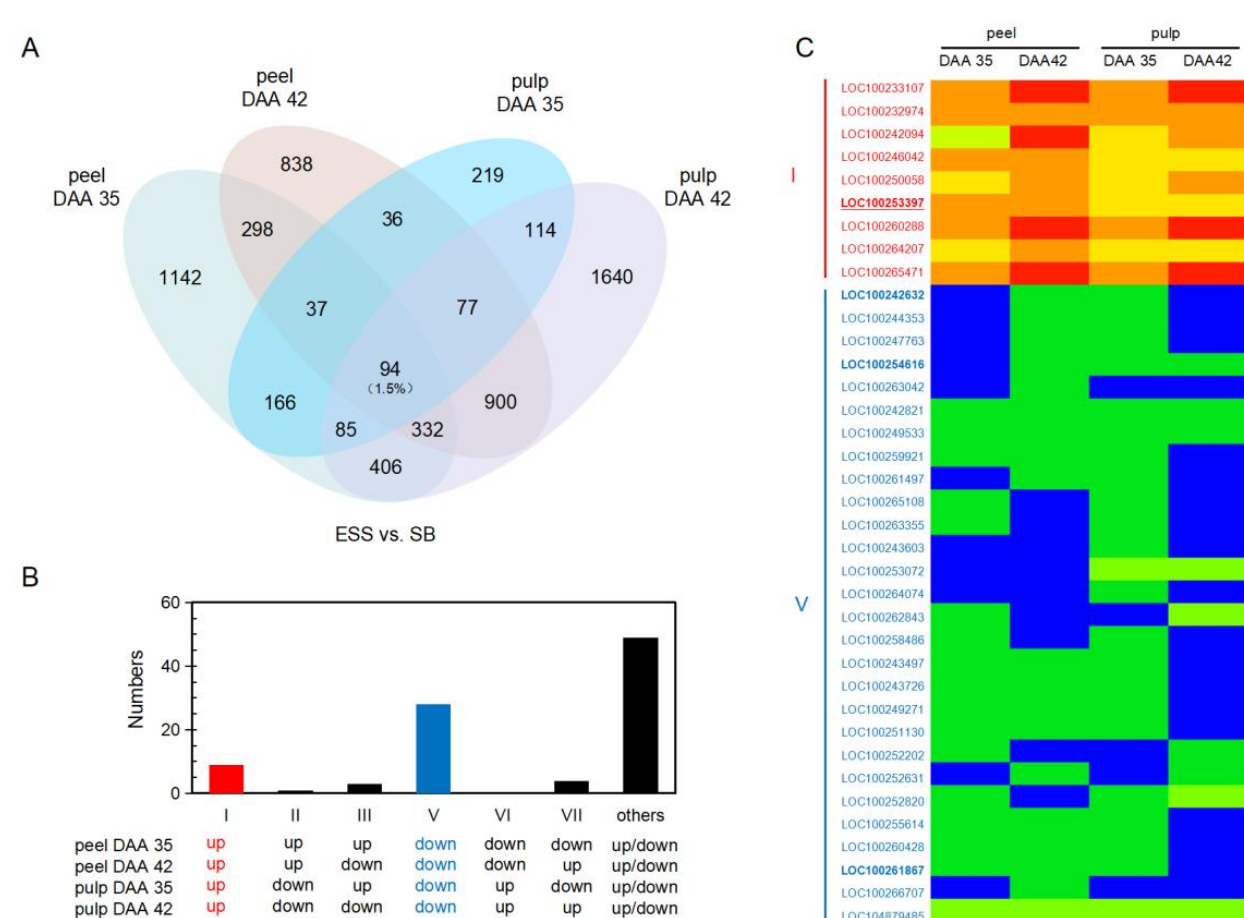 A
peel
DAA 42
pulp
DAA 35
peel
DAA 35
pulp
DAA 42
838
219
36
298
114
1142
1640
37
77
94
(1.5%)
166
900
85
332
406
ESS vs. SB
B
Numbers
60
40
20
0
I II III V VI VII others
peel DAA 35 up up up down down down up/down
peel DAA 42 up up down down down up up/down
pulp DAA 35 up down up down up down up/down
pulp DAA 42 up down down down up up up/down
C
peel pulp
DAA 35 DAA42 DAA 35 DAA42
I
LOC100233107
LOC100232974
LOC100242094
LOC100246042
LOC100250058
LOC100253397
LOC100260288
LOC100264207
LOC100265471
V
LOC100242632
LOC100244353
LOC100247763
LOC100254616
LOC100263042
LOC100242821
LOC100249533
LOC100259921
LOC100261497
LOC100265108
LOC100263355
LOC100243603
LOC100253072
LOC100264074
LOC100262843
LOC100258486
LOC100243497
LOC100243726
LOC100249271
LOC100251130
LOC100252202
LOC100252631
LOC100252820
LOC100255614
LOC100260428
LOC100261867
LOC100266707
LOC104879485